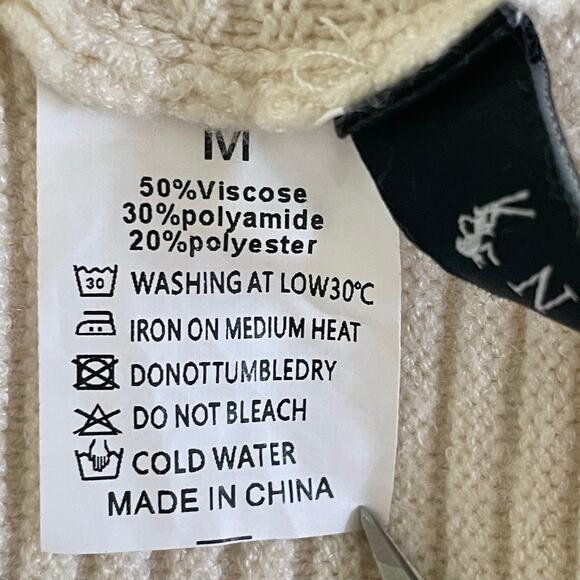 M
50%Viscose
30%polyamide
20%polyester
30 WASHING AT LOW30°C
IRON ON MEDIUM HEAT
DONOTTUMBLEDRY
DO NOT BLEACH
COLD WATER
MADE IN CHINA
N